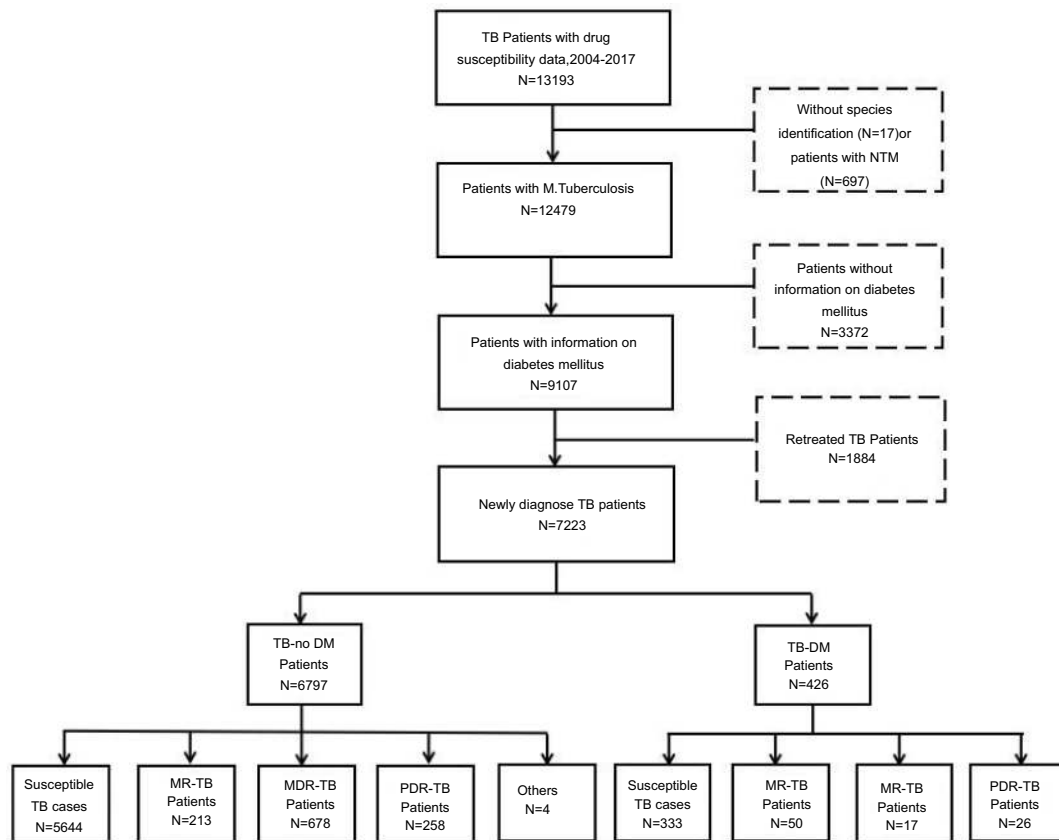 TB Patients with drug
susceptibility data,2004-2017
N=13193
Without species
identification (N=17)or
patients with NTM
(N=697)
Patients with M.Tuberculosis
N=12479
Patients without
information on diabetes
mellitus
N=3372
Patients with information on
diabetes mellitus
N=9107
Retreated TB Patients
N=1884
Newly diagnose TB patients
N=7223
TB-no DM
Patients
N=6797
TB-DM
Patients
N=426
Susceptible
TB cases
N=5644
MR-TB
Patients
N=213
MDR-TB
Patients
N=678
PDR-TB
Patients
N=258
Others
N=4
Susceptible
TB cases
N=333
MR-TB
Patients
N=50
MR-TB
Patients
N=17
PDR-TB
Patients
N=26